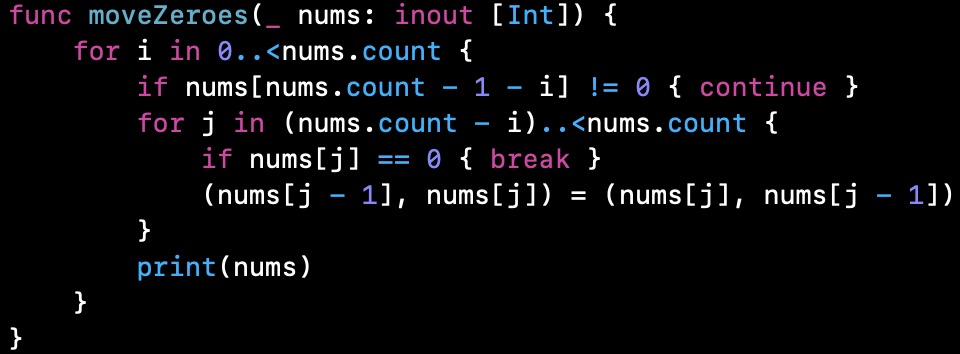 func moveZeroes(_ nums: inout [Int]) {
    for i in 0..<nums.count {
        if nums[nums.count - 1 - i] != 0 { continue }
        for j in (nums.count - i)..<nums.count {
            if nums[j] == 0 { break }
            (nums[j - 1], nums[j]) = (nums[j], nums[j - 1])
        }
        print(nums)
    }
}